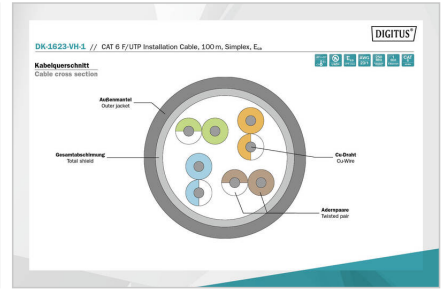 DIGITUS®
DK-1623-VH-1 // CAT 6 F/UTP Installation Cable, 100 m, Simplex, Eca
Kabelquerschnitt
Cable cross section
Außenmantel
Outer jacket
Gesamtabschirmung
Total shield
Cu-Draht
Cu-Wire
Adernpaare
Twisted pair